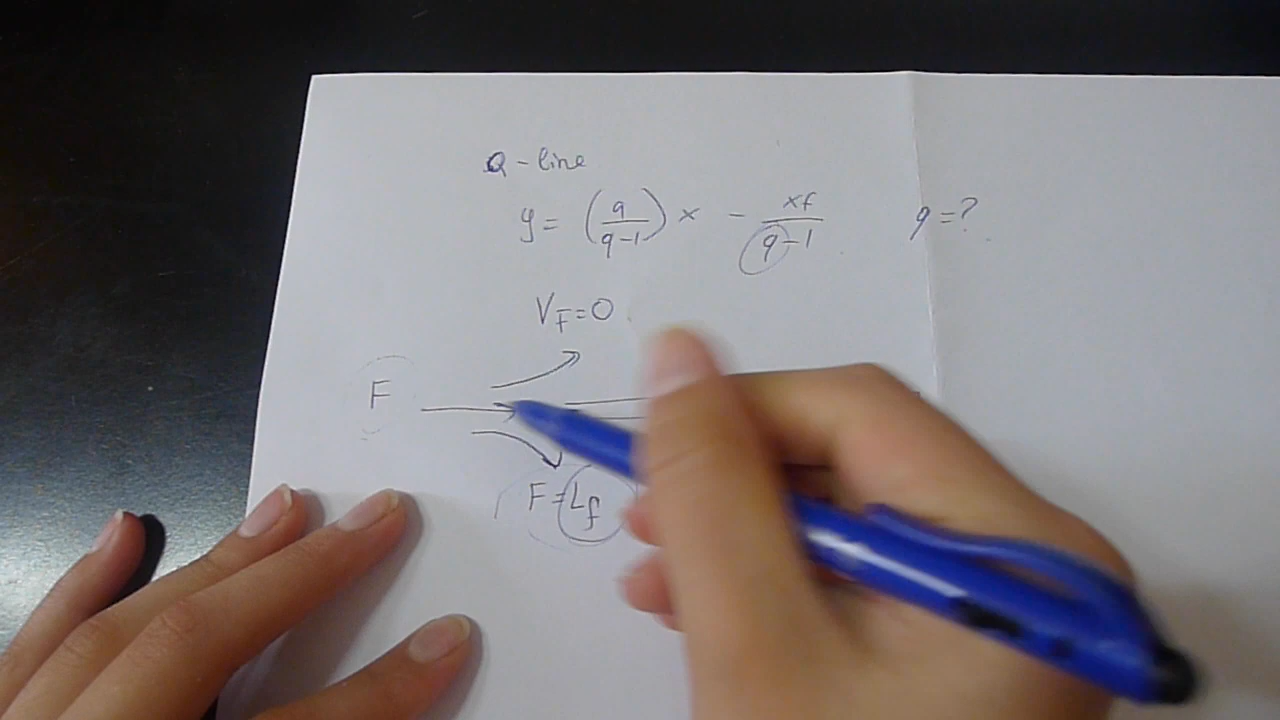 Q-line
y = (q/q-1) x - xf/q-1 q=?
VF=0
F
F=Lf